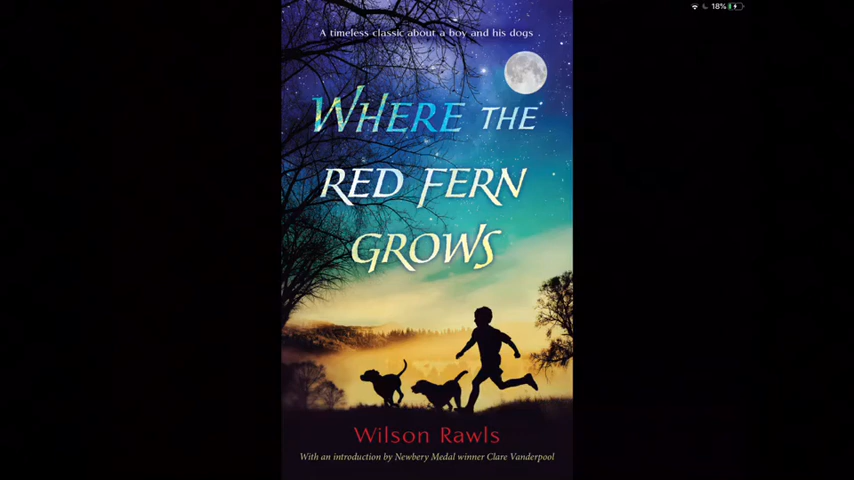 18%
A timeless classic about a boy and his dogs
WHERE THE
RED FERN
GROWS
Wilson Rawls
With an introduction by Newbery Medal winner Clare Vanderpool